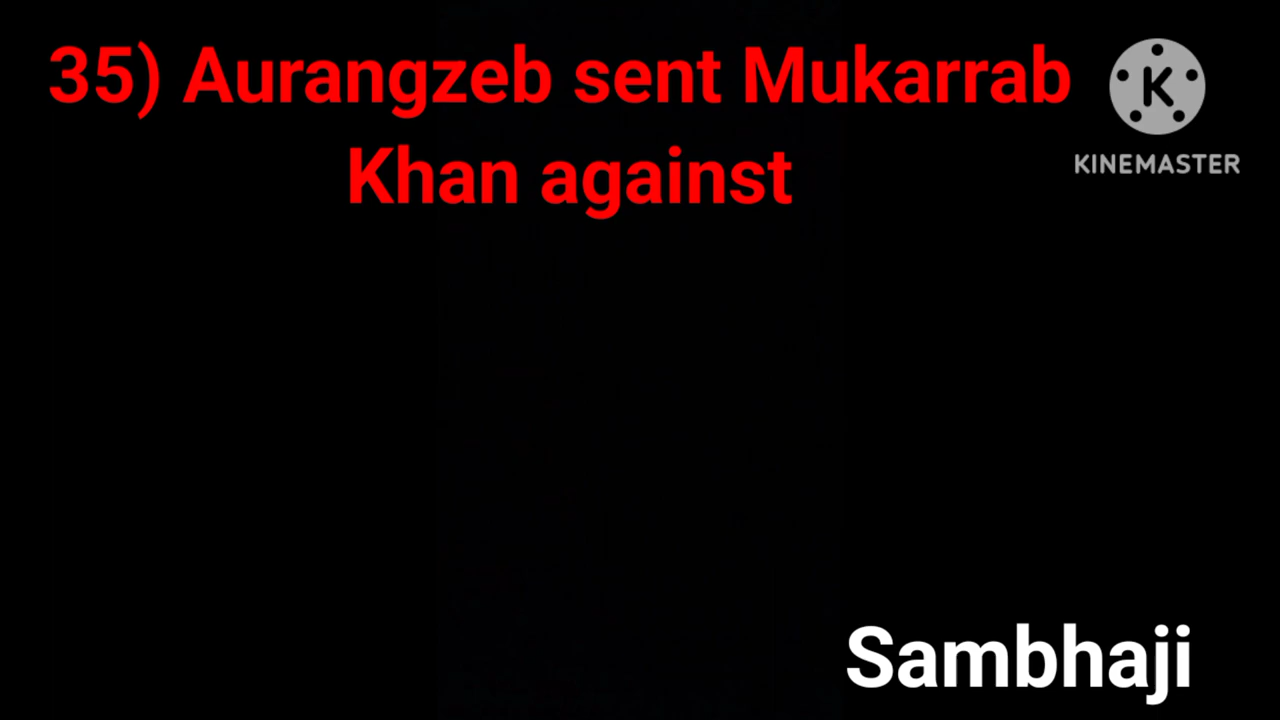 35) Aurangzeb sent Mukarrab
Khan against
K
KINEMASTER
Sambhaji